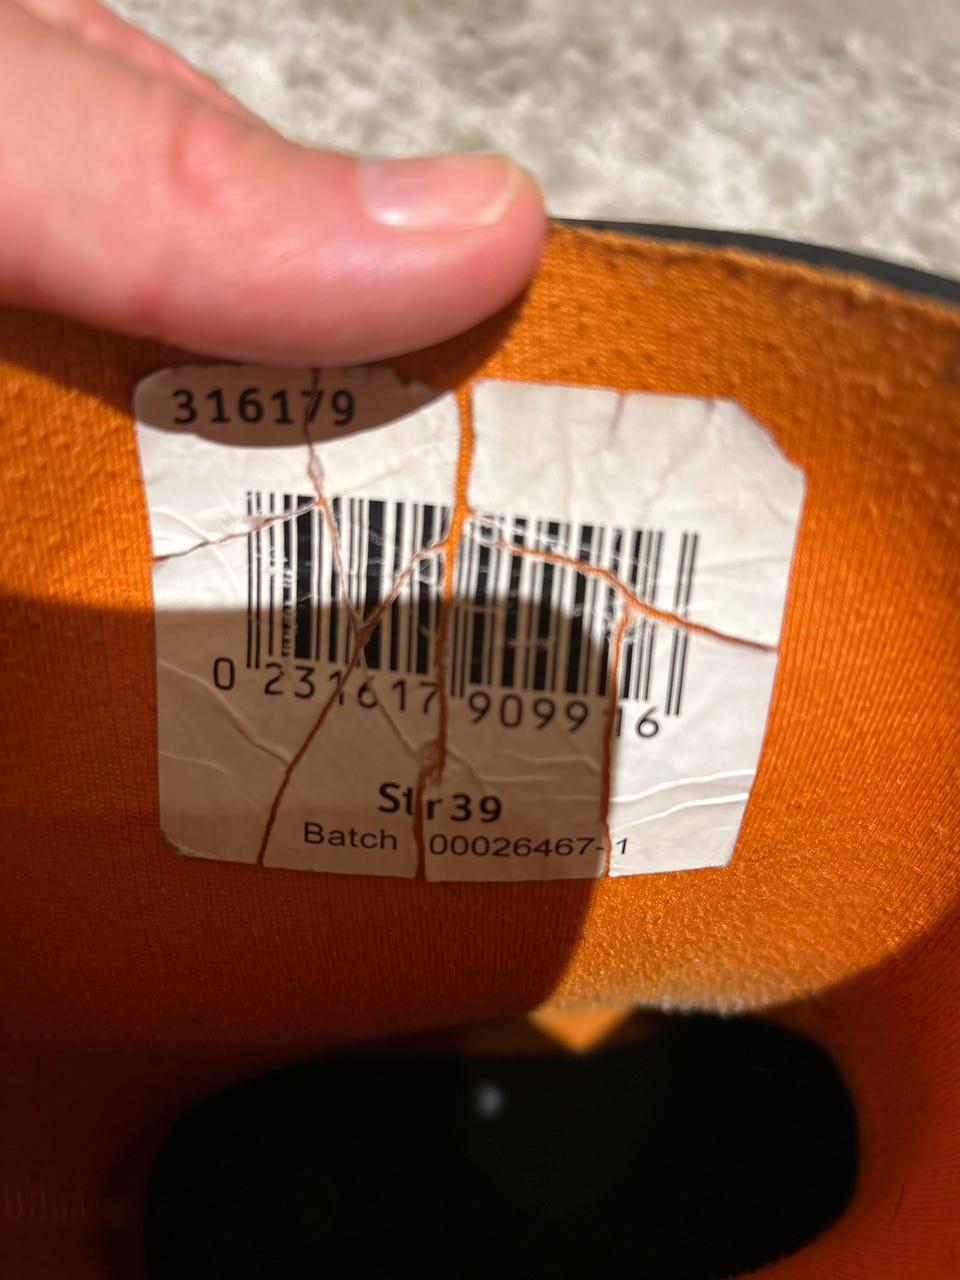 316179
0 231617 909916
Str 39
Batch 00026467-1